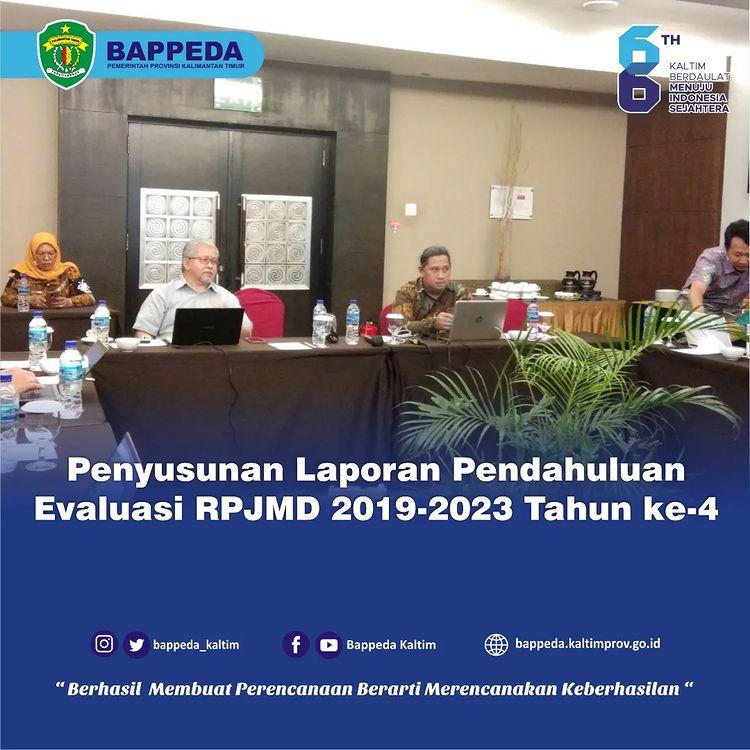 BAPPEDA
PEMERINTAH PROVINSI KALIMANTAN TIMUR
66TH
KALTIM
BERDAULAT
MENUJU
INDONESIA
SEJAHTERA
Penyusunan Laporan Pendahuluan
Evaluasi RPJMD 2019-2023 Tahun ke-4
bappeda_kaltim
Bappeda Kaltim
bappeda.kaltimprov.go.id
“ Berhasil Membuat Perencanaan Berarti Merencanakan Keberhasilan “